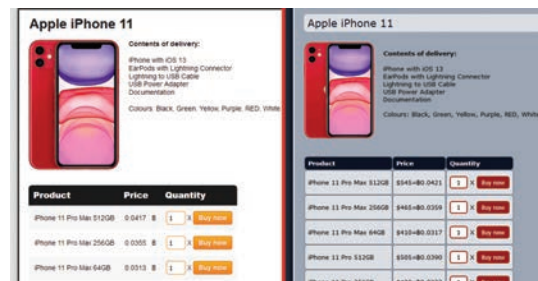 Apple iPhone 11
Contents of delivery:
iPhone with iOS 13
EarPods with Lightning Connector
Lightning to USB Cable
USB Power Adapter
Documentation
Colours: Black, Green, Yellow, Purple, RED, White
Product Price Quantity
iPhone 11 Pro Max 512GB 0.0417 ฿ 1 X Buy now
iPhone 11 Pro Max 256GB 0.0355 ฿ 1 X Buy now
iPhone 11 Pro Max 64GB 0.0313 ฿ 1 X Buy now
Apple iPhone 11
Contents of delivery:
iPhone with iOS 13
EarPods with Lightning Connector
Lightning to USB Cable
USB Power Adapter
Documentation
Colours: Black, Green, Yellow, Purple, RED, White
Product Price Quantity
iPhone 11 Pro Max 512GB $545=฿0.0421 1 X Buy now
iPhone 11 Pro Max 256GB $465=฿0.0359 1 X Buy now
iPhone 11 Pro Max 64GB $410=฿0.0317 1 X Buy now
iPhone 11 Pro 512GB $505=฿0.0390 1 X Buy now